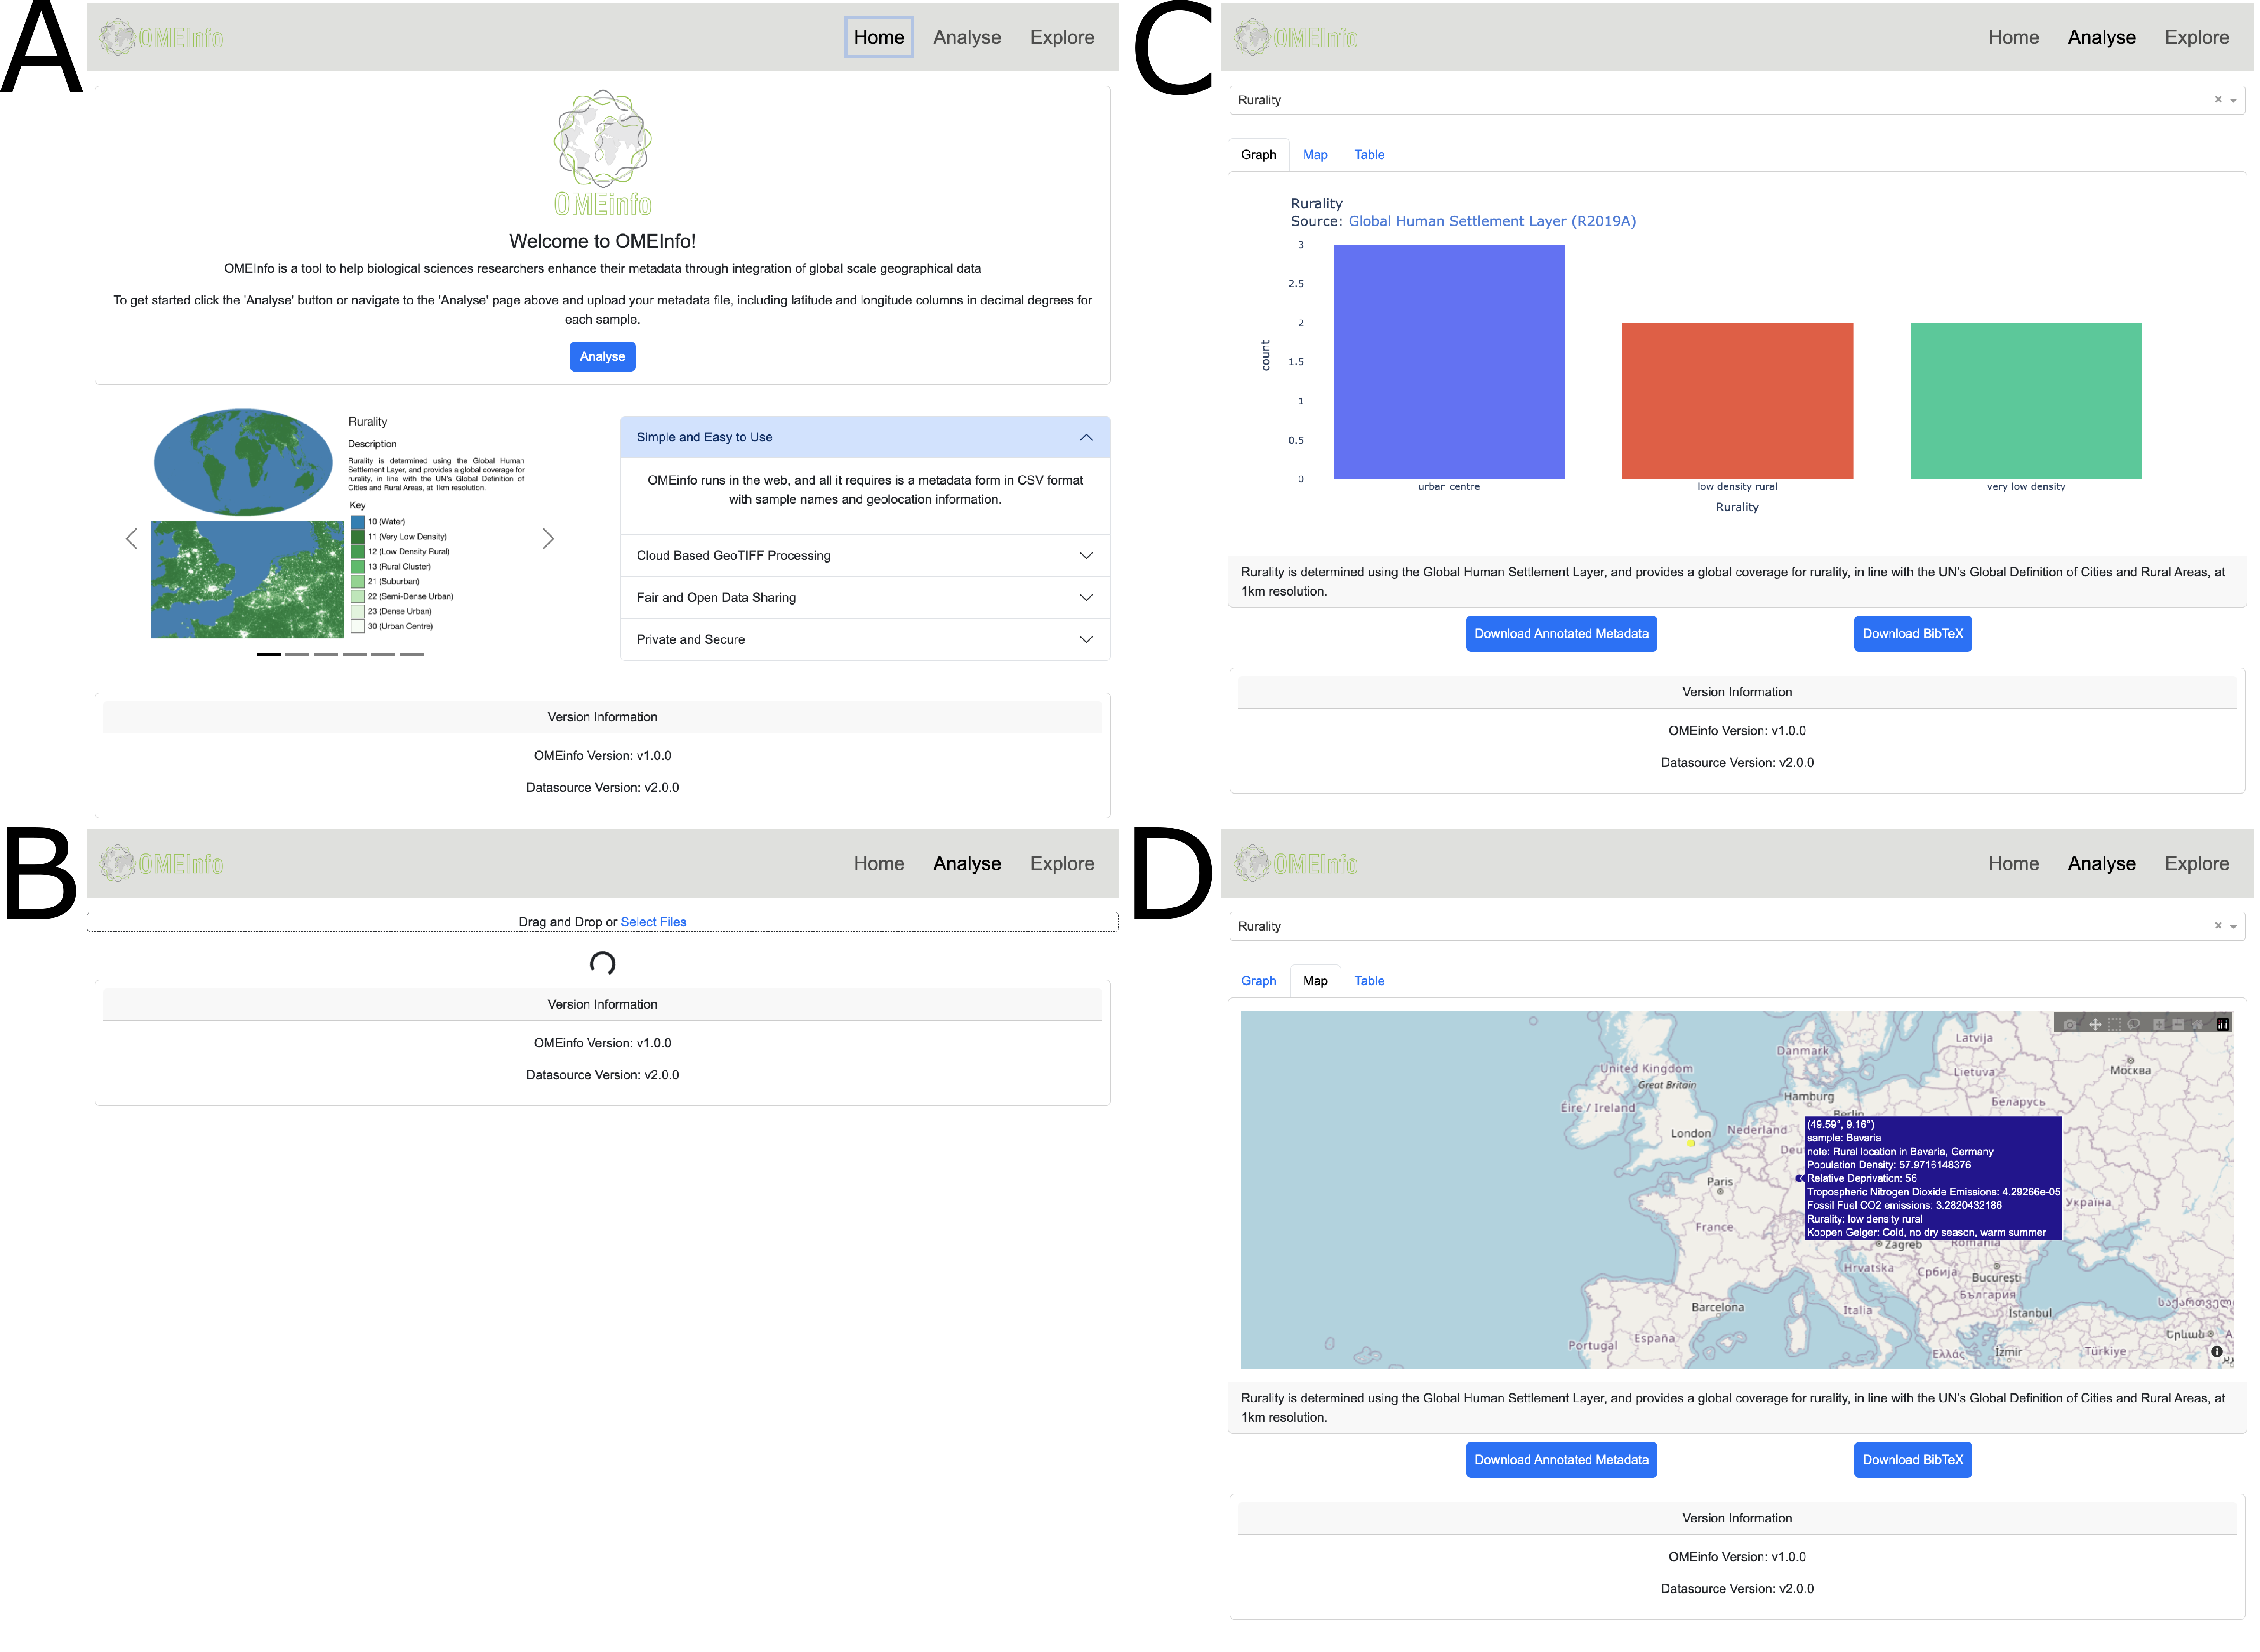 A
OMEInfo
Home Analyse Explore
OMEinfo
Welcome to OMEInfo!
OMEInfo is a tool to help biological sciences researchers enhance their metadata through integration of global scale geographical data
To get started click the 'Analyse' button or navigate to the 'Analyse' page above and upload your metadata file, including latitude and longitude columns in decimal degrees for
each sample.
Analyse
Rurality
Description
Rurality is determined using the Global Human
Settlement Layer, and provides a global coverage for
rurality, in line with the UN's Global Definition of
Cities and Rural Areas, at 1km resolution.
Key
10 (Water)
11 (Very Low Density)
12 (Low Density Rural)
13 (Rural Cluster)
21 (Suburban)
22 (Semi-Dense Urban)
23 (Dense Urban)
30 (Urban Centre)
Simple and Easy to Use
OMEinfo runs in the web, and all it requires is a metadata form in CSV format
with sample names and geolocation information.
Cloud Based GeoTIFF Processing
Fair and Open Data Sharing
Private and Secure
Version Information
OMEinfo Version: v1.0.0
Datasource Version: v2.0.0
B
OMEInfo
Home Analyse Explore
Drag and Drop or Select Files
Version Information
OMEinfo Version: v1.0.0
Datasource Version: v2.0.0
C
OMEInfo
Home Analyse Explore
Rurality
Graph Map Table
Rurality
Source: Global Human Settlement Layer (R2019A)
3
2.5
2
1.5
1
0.5
0
count
urban centre
low density rural
very low density
Rurality
Rurality is determined using the Global Human Settlement Layer, and provides a global coverage for rurality, in line with the UN's Global Definition of Cities and Rural Areas, at
1km resolution.
Download Annotated Metadata
Download BibTeX
Version Information
OMEinfo Version: v1.0.0
Datasource Version: v2.0.0
D
OMEInfo
Home Analyse Explore
Rurality
Graph Map Table
Latvija
Danmark
Москва
United Kingdom
Great Britain
Lietuva
Hamburg
Беларусь
Éire / Ireland
Berlin
London
Nederland
Deu
(49.59°, 9.16°)
sample: Bavaria
note: Rural location in Bavaria, Germany
Population Density: 57.9716148376
Relative Deprivation: 56
Tropospheric Nitrogen Dioxide Emissions: 4.29266e-05
Fossil Fuel CO2 emissions: 3.2820432186
Rurality: low density rural
Koppen Geiger: Cold, no dry season, warm summer
Paris
Україна
France
Zagreb
România
Hrvatska
Србија
București
България
Barcelona
Italia
İstanbul
España
Portugal
Ελλάς
İzmir
Türkiye
Rurality is determined using the Global Human Settlement Layer, and provides a global coverage for rurality, in line with the UN's Global Definition of Cities and Rural Areas, at
1km resolution.
Download Annotated Metadata
Download BibTeX
Version Information
OMEinfo Version: v1.0.0
Datasource Version: v2.0.0